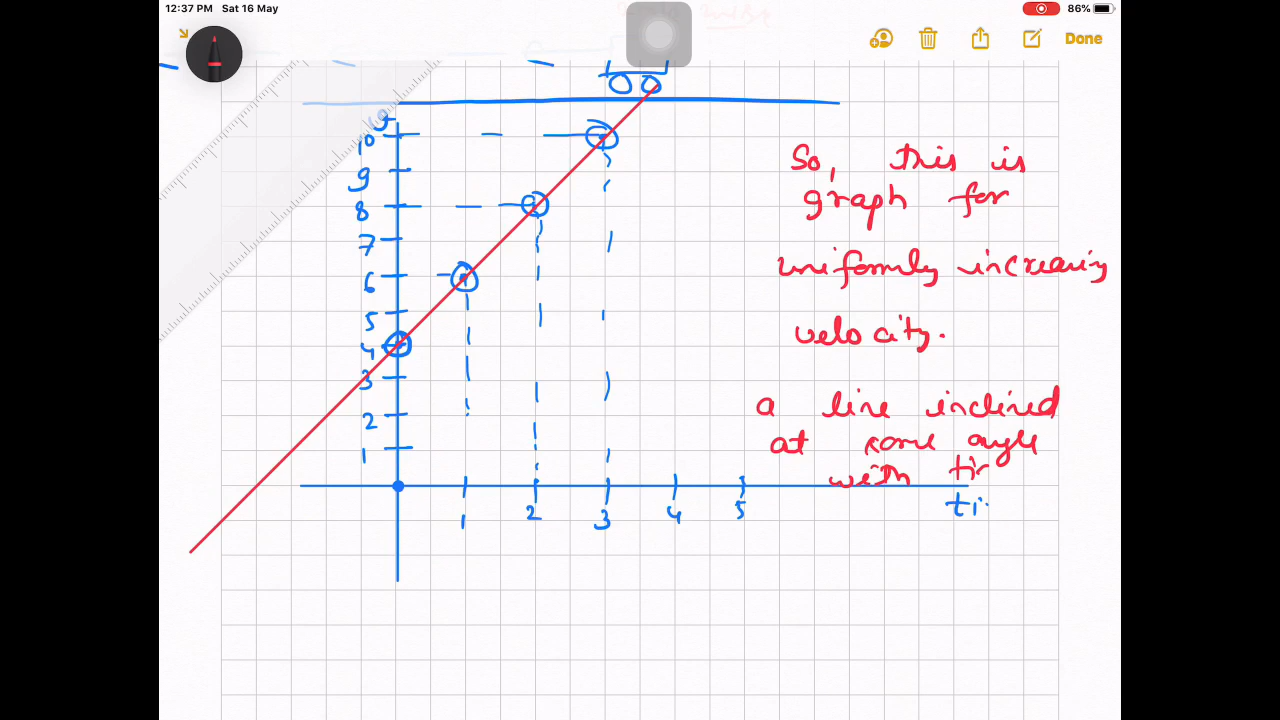 12:37 PM Sat 16 May
86%
Done
10
9
8
7
6
5
4
3
2
1
1 2 3 4 5
So, this is
graph for
uniformly increasing
velocity.
a line inclined
at some angle
with